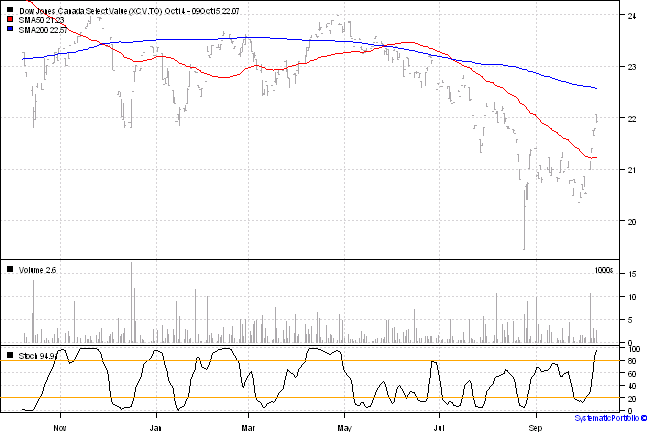 Dow Jones Canada Select Value (XCV.TO) Oct14 - 09Oct15 22.07
SMA50 21.23
SMA200 22.57
24
23
22
21
20
Volume 2.6
1000s
15
10
5
0
Stoch 94.94
100
80
60
40
20
0
Nov Jan Mar May Jul Sep
SystematicPortfolio ©